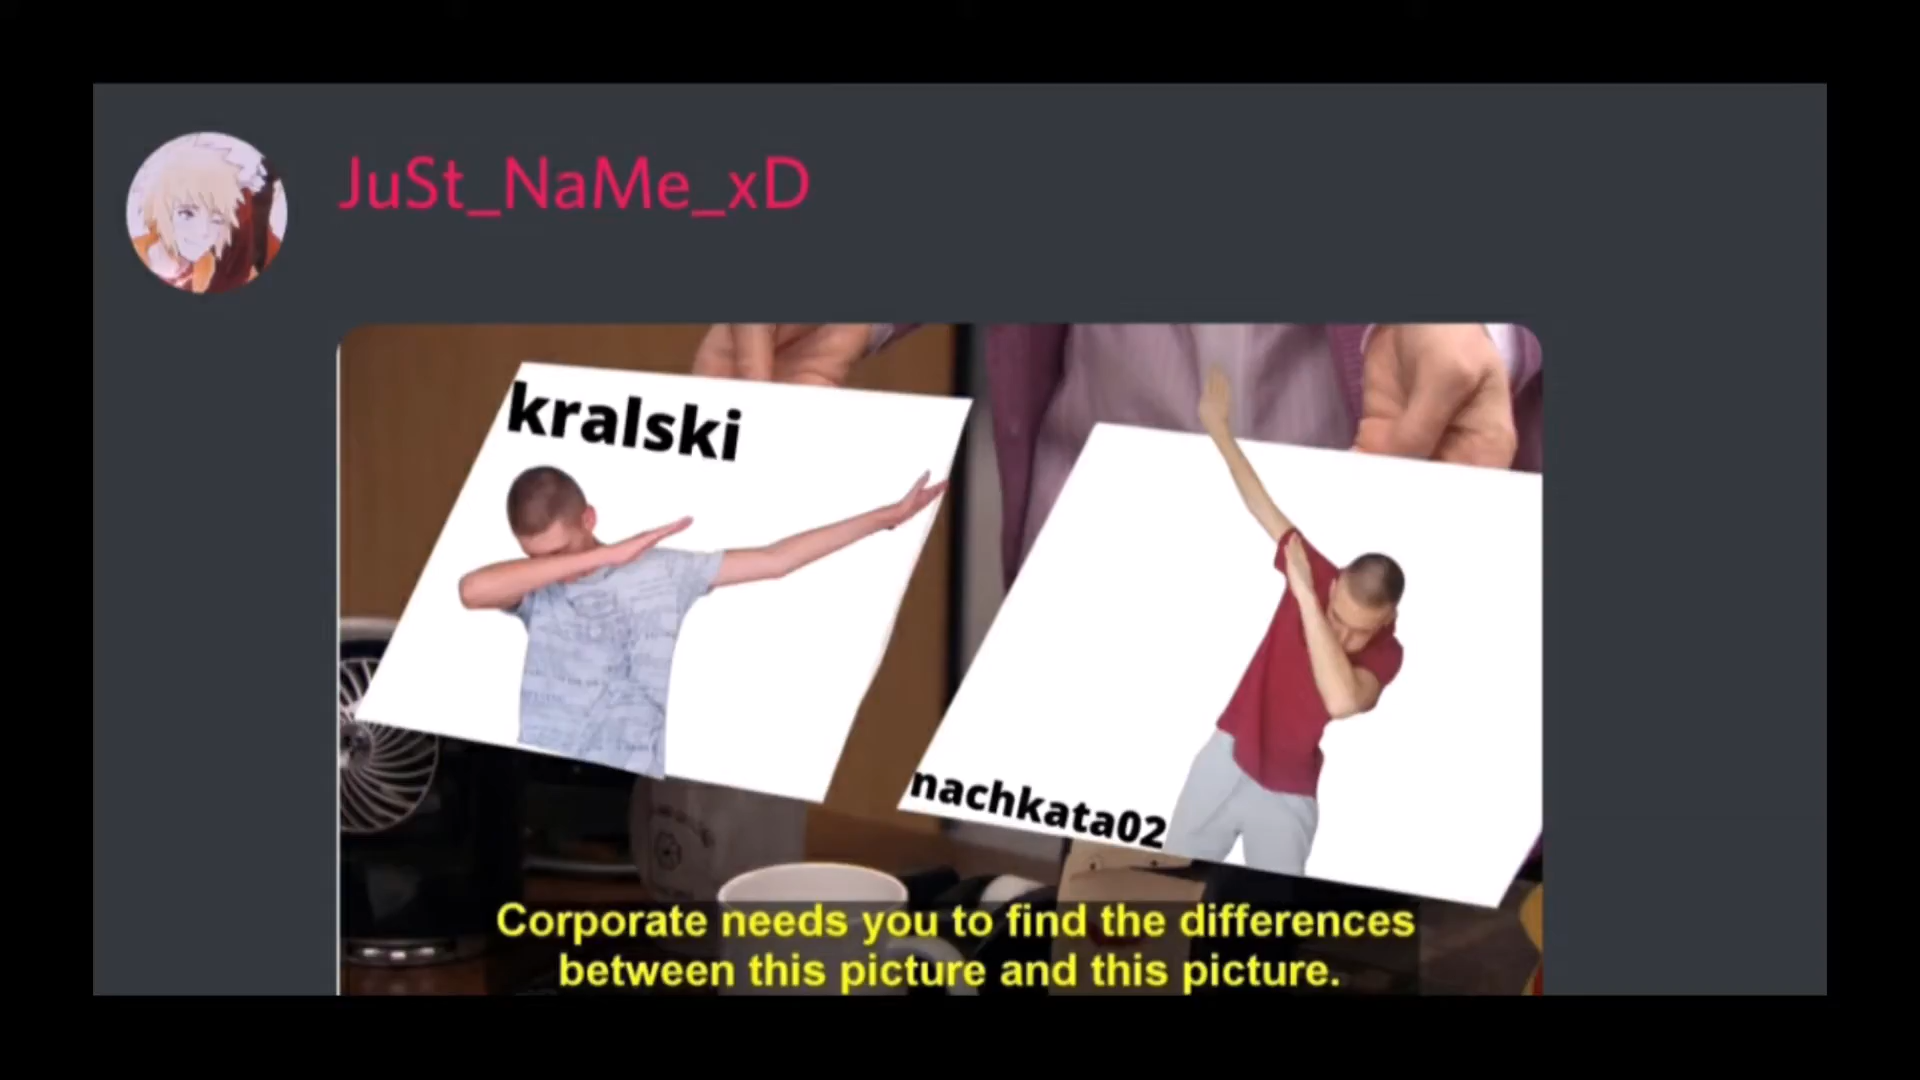 JuSt_NaMe_xD
kralski
nachkata02
Corporate needs you to find the differences
between this picture and this picture.